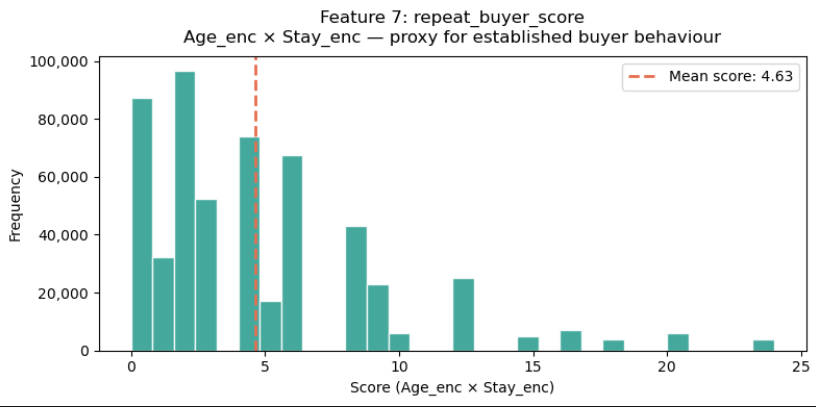 Feature 7: repeat_buyer_score
Age_enc × Stay_enc — proxy for established buyer behaviour
100,000
80,000
60,000
40,000
20,000
0
Frequency
Mean score: 4.63
0 5 10 15 20 25
Score (Age_enc × Stay_enc)